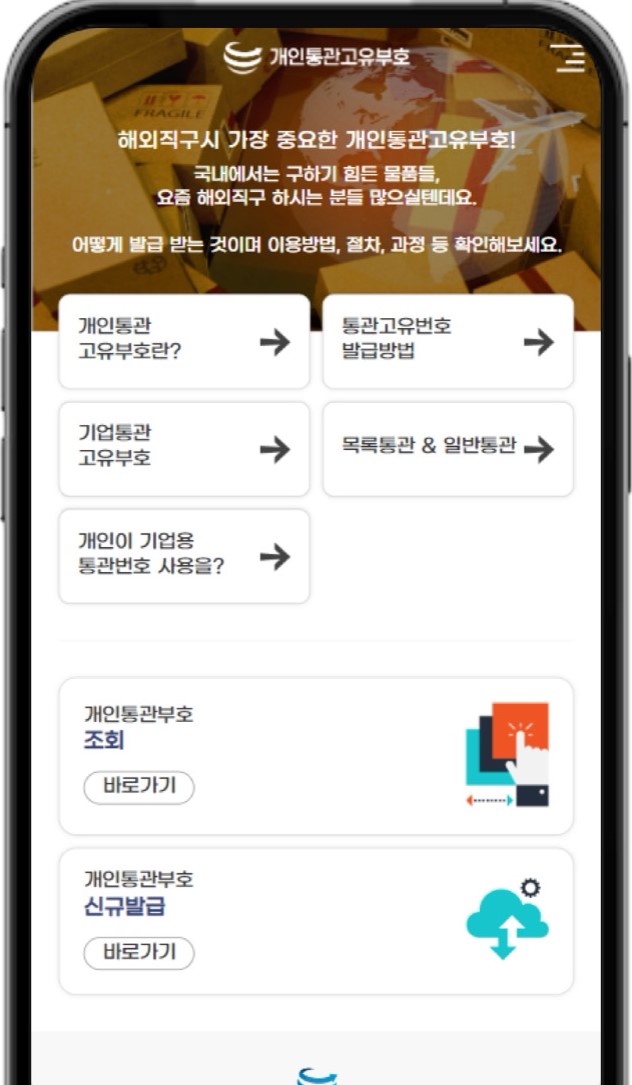 개인통관고유부호
FRAGILE
해외직구시 가장 중요한 개인통관고유부호!
국내에서는 구하기 힘든 물품들,
요즘 해외직구 하시는 분들 많으실텐데요.
어떻게 발급 받는 것이며 이용방법, 절차, 과정 등 확인해보세요.
개인통관
고유부호란?
통관고유번호
발급방법
기업통관
고유부호
목록통관 & 일반통관
개인이 기업용
통관번호 사용을?
개인통관부호
조회
바로가기
개인통관부호
신규발급
바로가기